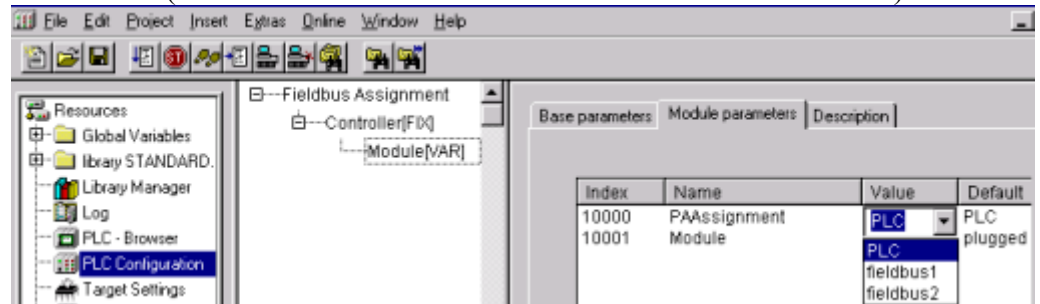 File Edit Project Insert Extras Online Window Help
Resources
Global Variables
library STANDARD.
Library Manager
Log
PLC - Browser
PLC Configuration
Target Settings
Fieldbus Assignment
Controller[FIX]
Module[VAR]
Base parameters Module parameters Description
Index Name Value Default
10000 PAAssignment PLC PLC
10001 Module plugged
PLC
fieldbus1
fieldbus2